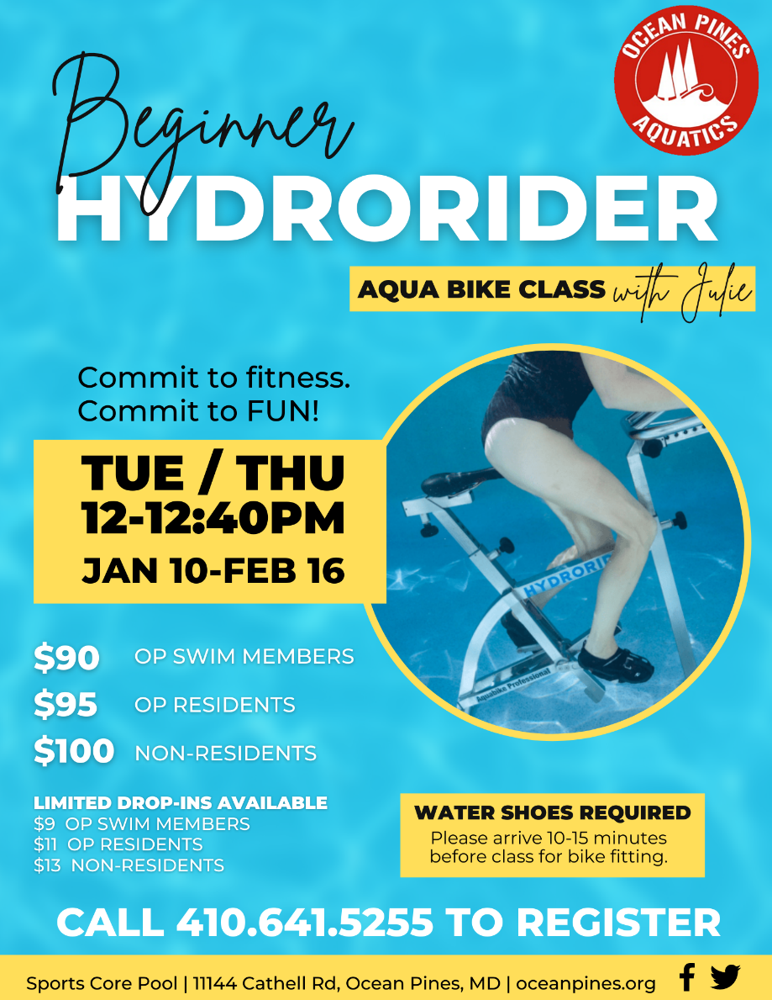 OCEAN PINES
AQUATICS
Beginner
HYDRORIDER
AQUA BIKE CLASS with Julie
Commit to fitness.
Commit to FUN!
TUE / THU
12-12:40PM
JAN 10-FEB 16
HYDRORID
Aquabike Professional
$90 OP SWIM MEMBERS
$95 OP RESIDENTS
$100 NON-RESIDENTS
LIMITED DROP-INS AVAILABLE
$9 OP SWIM MEMBERS
$11 OP RESIDENTS
$13 NON-RESIDENTS
WATER SHOES REQUIRED
Please arrive 10-15 minutes
before class for bike fitting.
CALL 410.641.5255 TO REGISTER
Sports Core Pool | 11144 Cathell Rd, Ocean Pines, MD | oceanpines.org